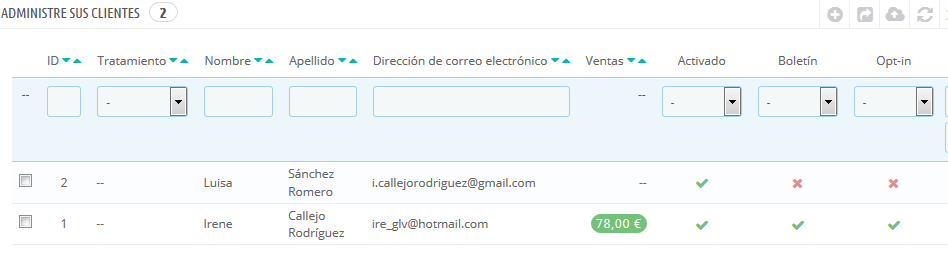 ADMINISTRE SUS CLIENTES 2
ID Tratamiento Nombre Apellido Dirección de correo electrónico Ventas Activado Boletín Opt-in
-- - -- - - -
2 -- Luisa Sánchez Romero i.callejorodriguez@gmail.com --
1 -- Irene Callejo Rodríguez ire_glv@hotmail.com 78,00 €